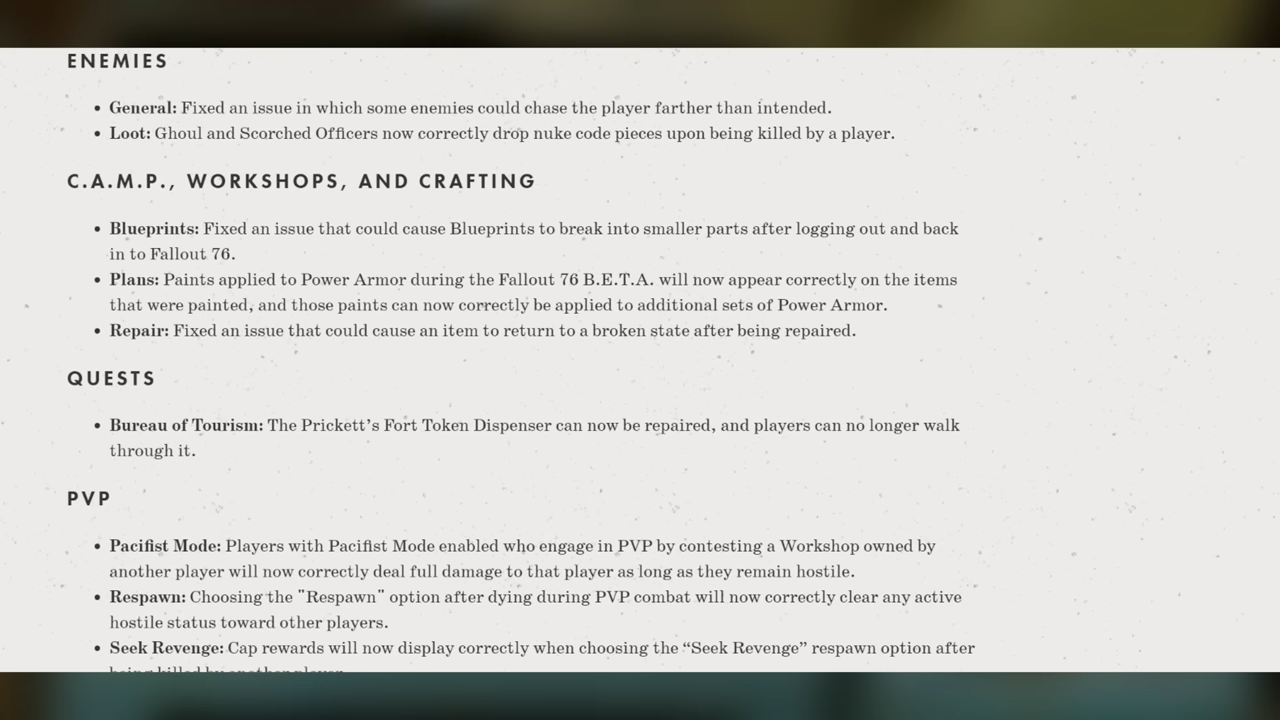 ENEMIES
• General: Fixed an issue in which some enemies could chase the player farther than intended.
• Loot: Ghoul and Scorched Officers now correctly drop nuke code pieces upon being killed by a player.
C.A.M.P., WORKSHOPS, AND CRAFTING
• Blueprints: Fixed an issue that could cause Blueprints to break into smaller parts after logging out and back
in to Fallout 76.
• Plans: Paints applied to Power Armor during the Fallout 76 B.E.T.A. will now appear correctly on the items
that were painted, and those paints can now correctly be applied to additional sets of Power Armor.
• Repair: Fixed an issue that could cause an item to return to a broken state after being repaired.
QUESTS
• Bureau of Tourism: The Prickett’s Fort Token Dispenser can now be repaired, and players can no longer walk
through it.
PVP
• Pacifist Mode: Players with Pacifist Mode enabled who engage in PVP by contesting a Workshop owned by
another player will now correctly deal full damage to that player as long as they remain hostile.
• Respawn: Choosing the "Respawn" option after dying during PVP combat will now correctly clear any active
hostile status toward other players.
• Seek Revenge: Cap rewards will now display correctly when choosing the “Seek Revenge” respawn option after
being killed by another player.